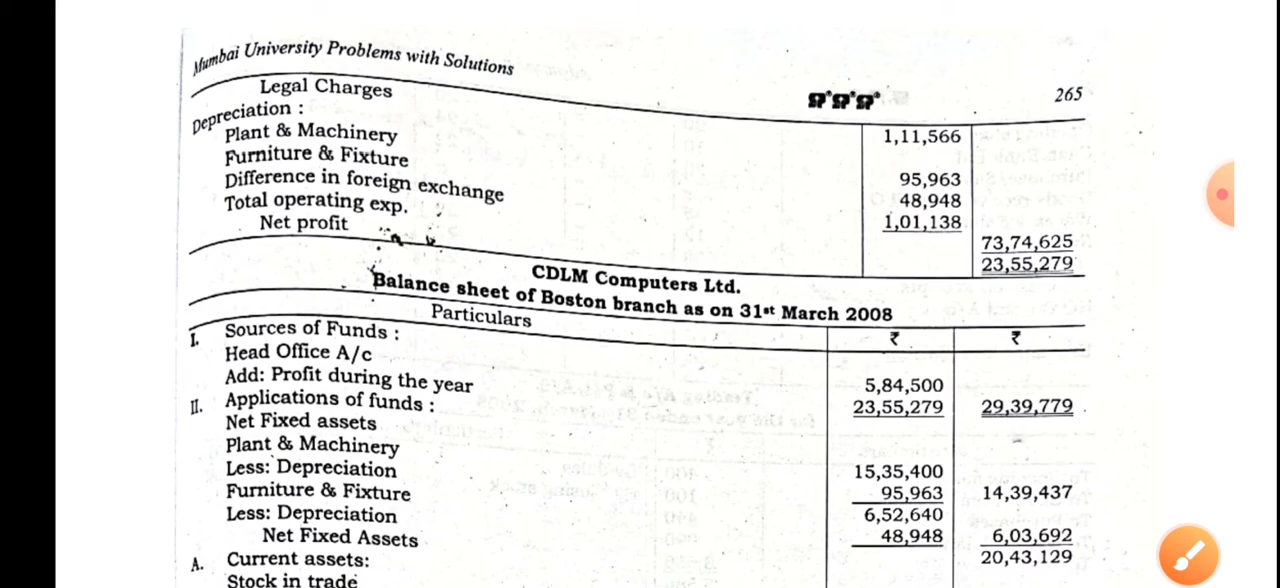 Mumbai University Problems with Solutions 265
Legal Charges 1,11,566
Depreciation :
Plant & Machinery 95,963
Furniture & Fixture 48,948
Difference in foreign exchange 1,01,138
Total operating exp. 73,74,625
Net profit 23,55,279
CDLM Computers Ltd.
Balance sheet of Boston branch as on 31st March 2008
Particulars ₹ ₹
I. Sources of Funds :
Head Office A/c 5,84,500
Add: Profit during the year 23,55,279 29,39,779
II. Applications of funds :
Net Fixed assets
Plant & Machinery 15,35,400
Less: Depreciation 95,963 14,39,437
Furniture & Fixture 6,52,640
Less: Depreciation 48,948 6,03,692
Net Fixed Assets 20,43,129
A. Current assets:
Stock in trade